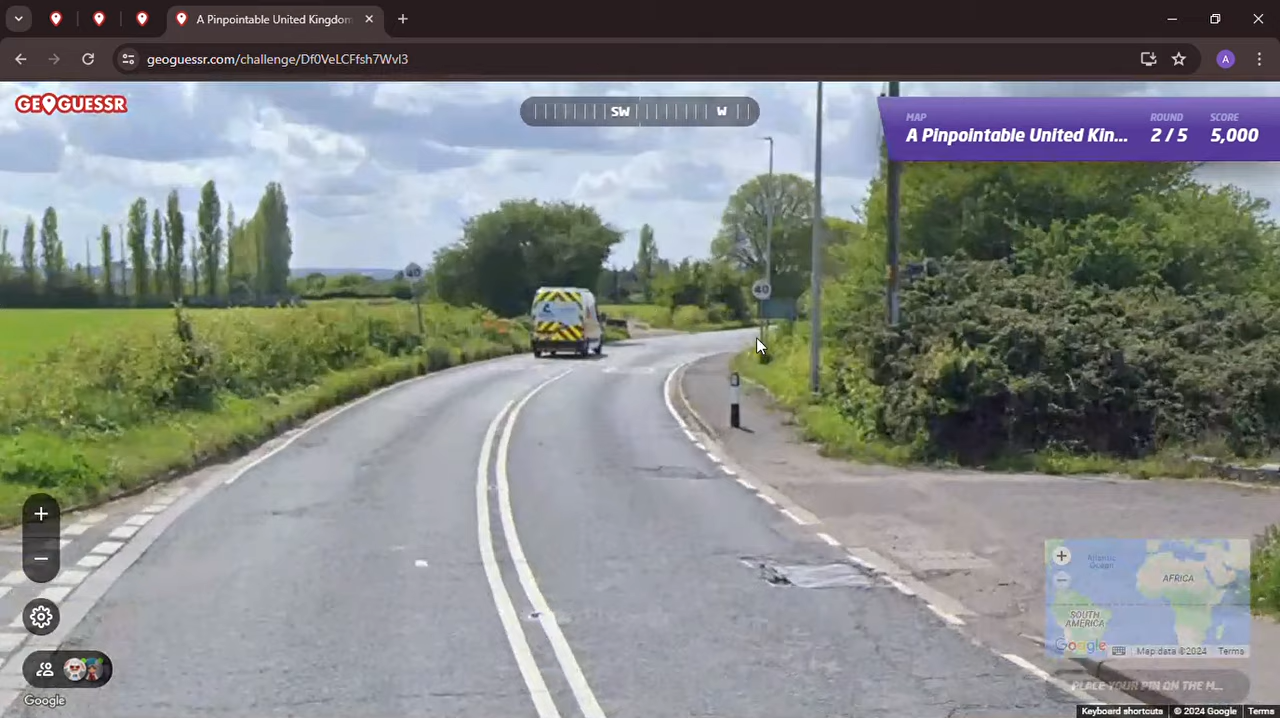 A Pinpointable United Kingdom
geoguessr.com/challenge/Df0VeLCFfsh7Wvl3
A
GEOGUESSR
SW
W
MAP
ROUND
SCORE
A Pinpointable United Kin...
2 / 5
5,000
40
40
+
−
+
−
Atlantic
Ocean
AFRICA
SOUTH
AMERICA
Google
Map data ©2024
Terms
PLACE YOUR PIN ON THE M...
Google
Keyboard shortcuts
© 2024 Google
Terms